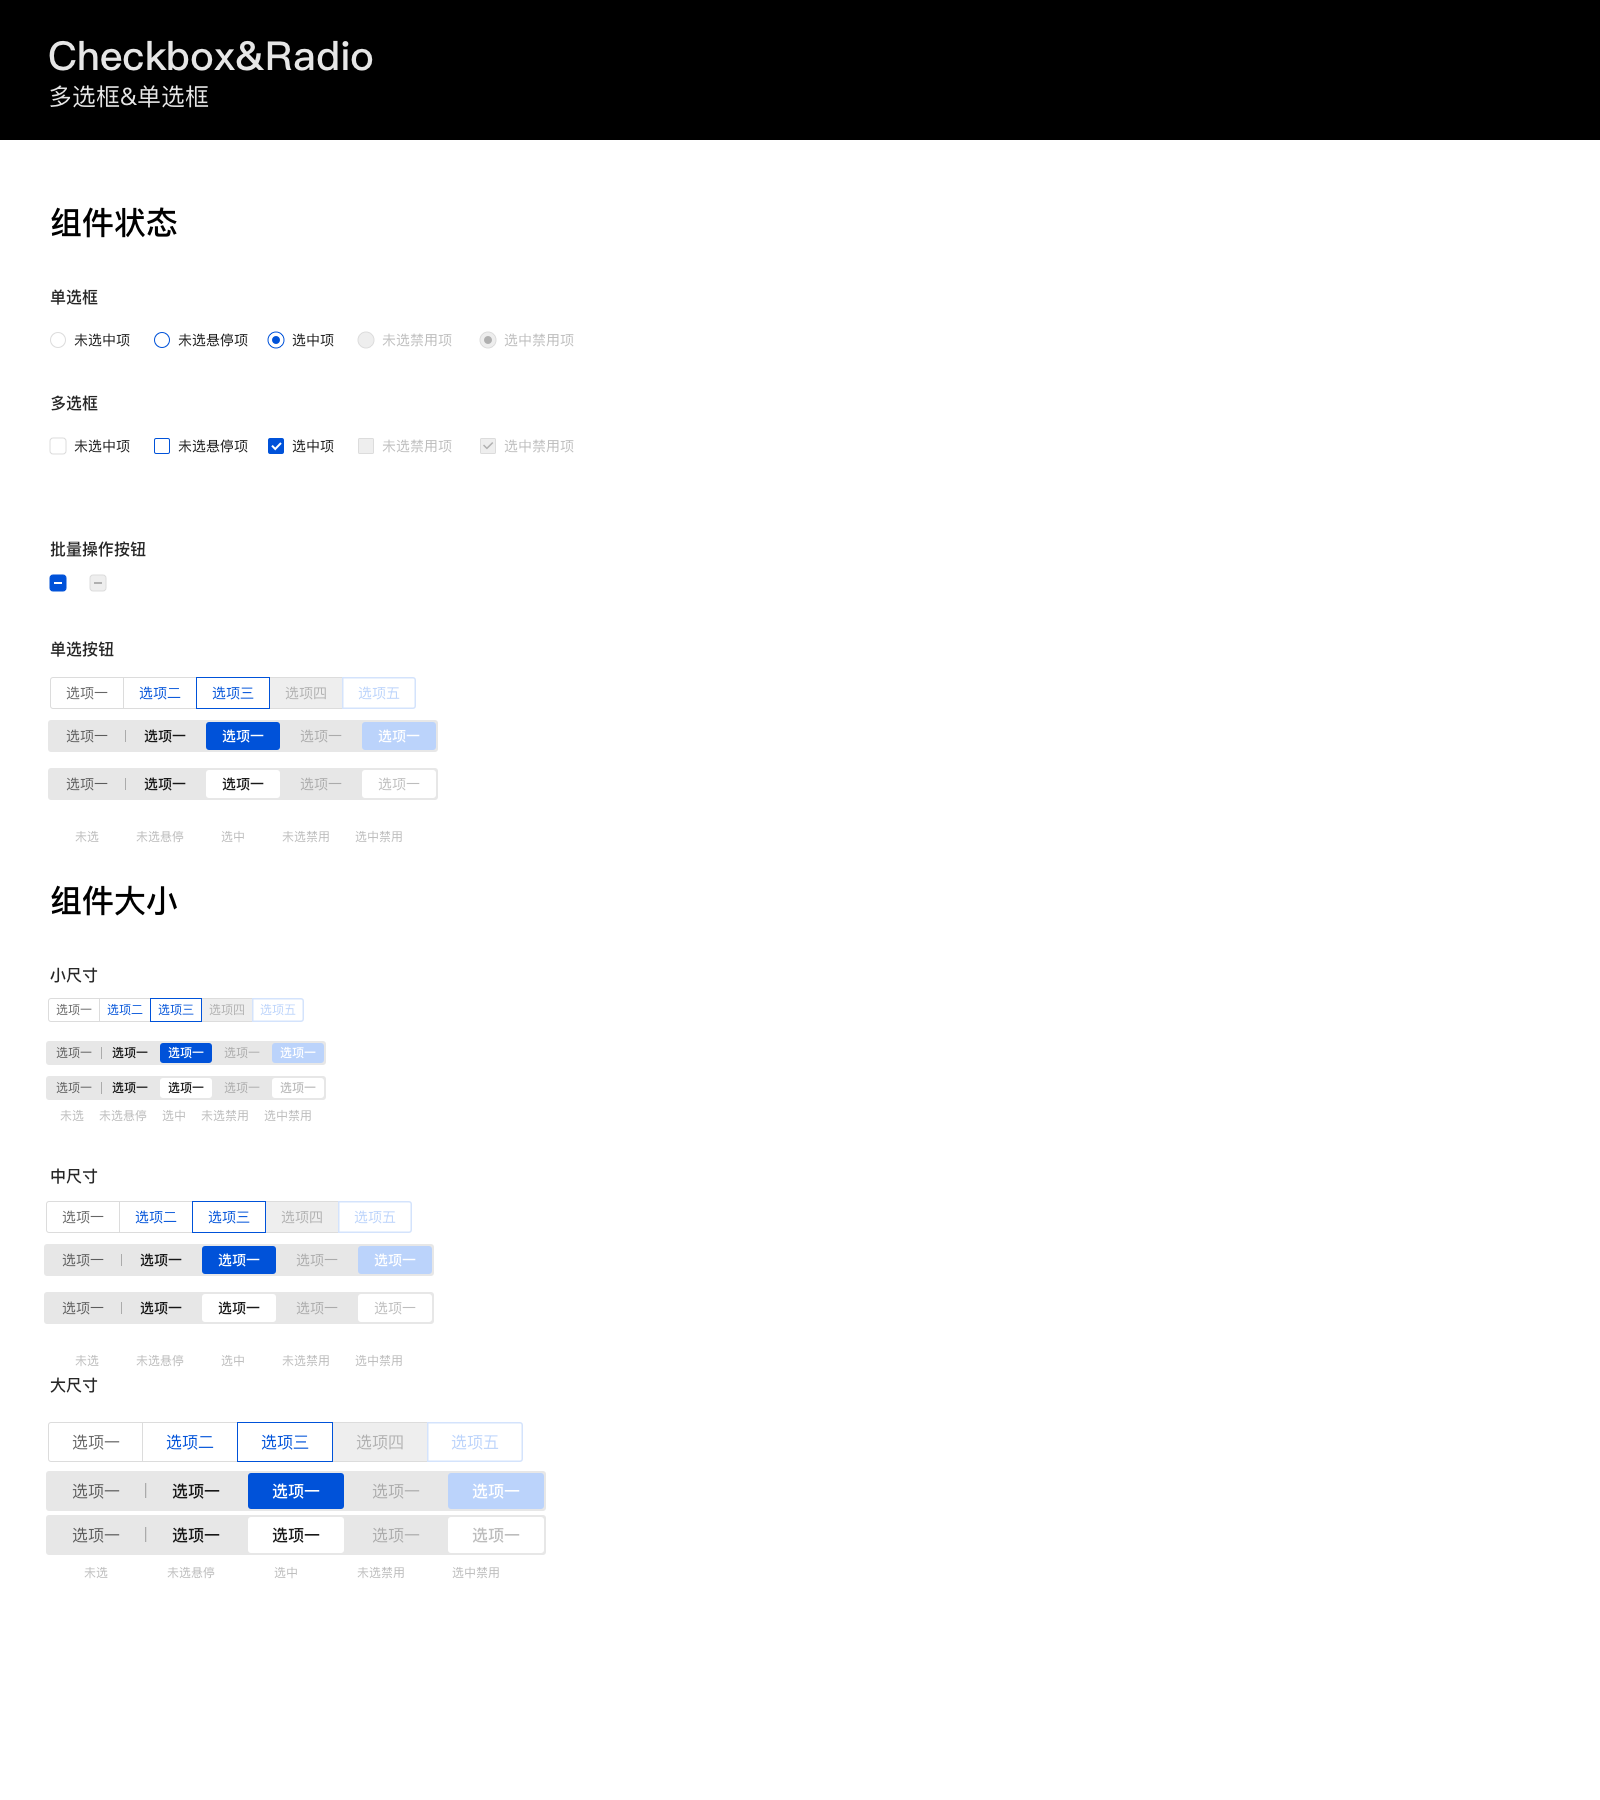 Checkbox&Radio
多选框&单选框
组件状态
单选框
未选中项 未选悬停项 选中项 未选禁用项 选中禁用项
多选框
未选中项 未选悬停项 选中项 未选禁用项 选中禁用项
批量操作按钮
单选按钮
选项一 选项二 选项三 选项四 选项五
选项一 选项一 选项一 选项一 选项一
选项一 选项一 选项一 选项一 选项一
未选 未选悬停 选中 未选禁用 选中禁用
组件大小
小尺寸
选项一 选项二 选项三 选项四 选项五
选项一 选项一 选项一 选项一 选项一
选项一 选项一 选项一 选项一 选项一
未选 未选悬停 选中 未选禁用 选中禁用
中尺寸
选项一 选项二 选项三 选项四 选项五
选项一 选项一 选项一 选项一 选项一
选项一 选项一 选项一 选项一 选项一
未选 未选悬停 选中 未选禁用 选中禁用
大尺寸
选项一 选项二 选项三 选项四 选项五
选项一 选项一 选项一 选项一 选项一
选项一 选项一 选项一 选项一 选项一
未选 未选悬停 选中 未选禁用 选中禁用